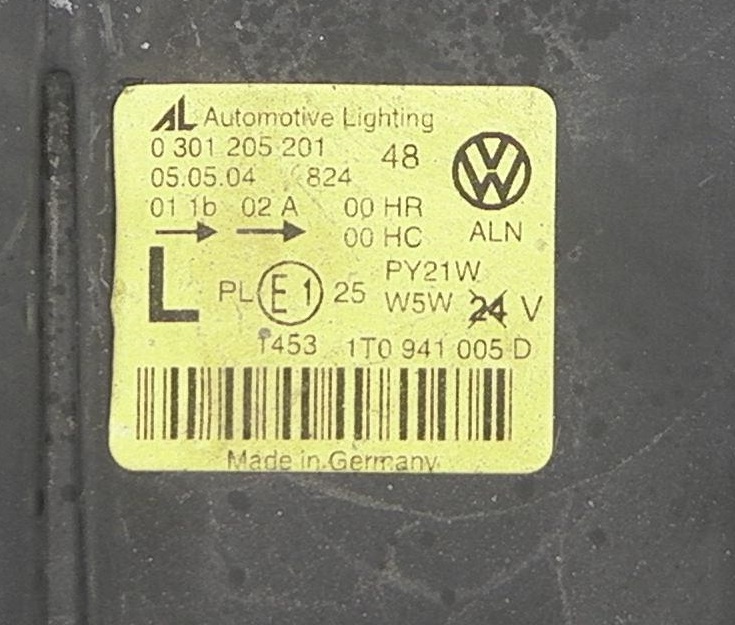 AL Automotive Lighting
0 301 205 201 48
05.05.04 824
01 1b 02 A 00 HR
00 HC ALN
L PL E1 25 PY21W
W5W 24 V
1453 1T0 941 005 D
Made in Germany